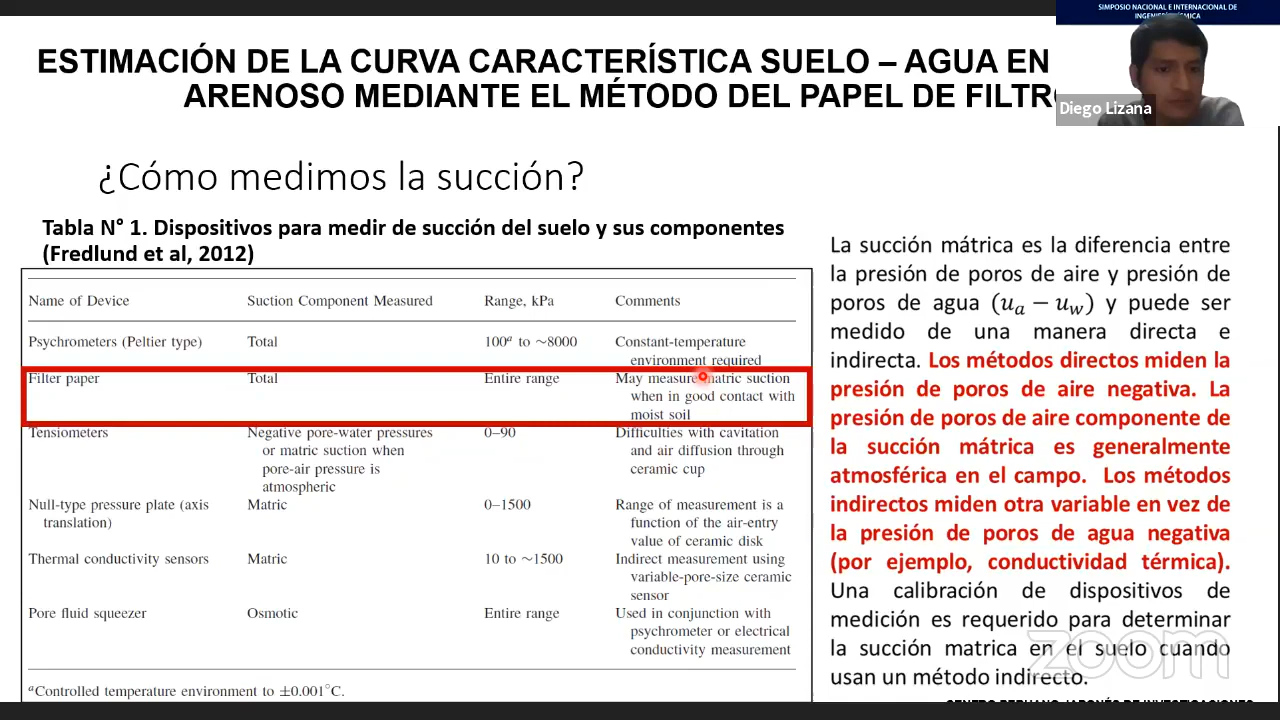 SIMPOSIO NACIONAL E INTERNACIONAL DE
ESTIMACIÓN DE LA CURVA CARACTERÍSTICA SUELO – AGUA EN
ARENOSO MEDIANTE EL MÉTODO DEL PAPEL DE FILTRO
Diego Lizana
¿Cómo medimos la succión?
Tabla N° 1. Dispositivos para medir de succión del suelo y sus componentes
(Fredlund et al, 2012)
Name of Device Suction Component Measured Range, kPa Comments
Psychrometers (Peltier type) Total 100ᵃ to ∼8000 Constant-temperature
environment required
Filter paper Total Entire range May measure matric suction
when in good contact with
moist soil
Tensiometers Negative pore-water pressures 0–90 Difficulties with cavitation
or matric suction when and air diffusion through
pore-air pressure is ceramic cup
atmospheric
Null-type pressure plate (axis Matric 0–1500 Range of measurement is a
translation) function of the air-entry
value of ceramic disk
Thermal conductivity sensors Matric 10 to ∼1500 Indirect measurement using
variable-pore-size ceramic
sensor
Pore fluid squeezer Osmotic Entire range Used in conjunction with
psychrometer or electrical
conductivity measurement
ᵃControlled temperature environment to ±0.001°C.
La succión mátrica es la diferencia entre
la presión de poros de aire y presión de
poros de agua (uₐ − u_w) y puede ser
medido de una manera directa e
indirecta. Los métodos directos miden la
presión de poros de aire negativa. La
presión de poros de aire componente de
la succión mátrica es generalmente
atmosférica en el campo. Los métodos
indirectos miden otra variable en vez de
la presión de poros de agua negativa
(por ejemplo, conductividad térmica).
Una calibración de dispositivos de
medición es requerido para determinar
la succión matrica en el suelo cuando
usan un método indirecto.
zoom
CENTRO PERUANO JAPONÉS DE INVESTIGACIONES